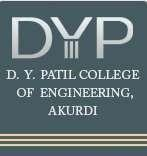 DYP
D. Y. PATIL COLLEGE
OF ENGINEERING,
AKURDI